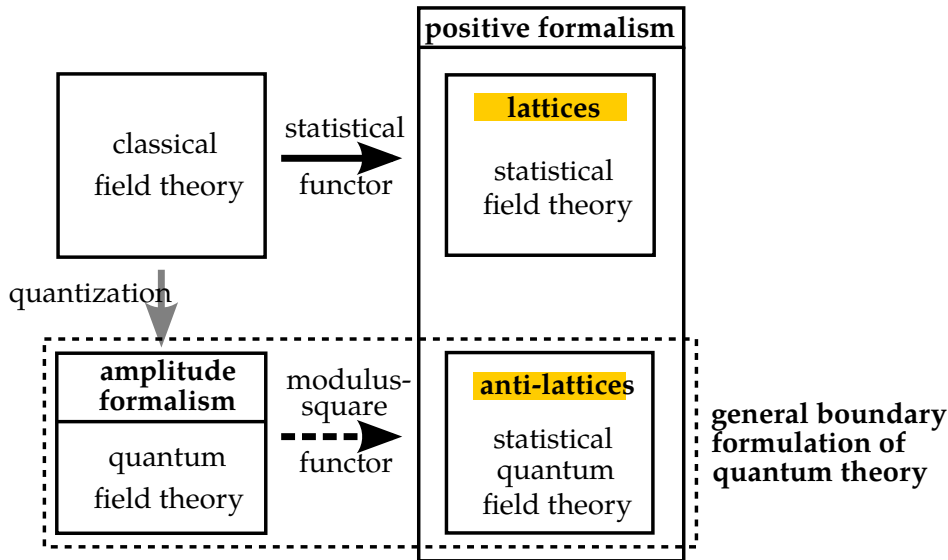 positive formalism
classical
field theory
statistical
functor
lattices
statistical
field theory
quantization
amplitude
formalism
quantum
field theory
modulus-
square
functor
anti-lattices
statistical
quantum
field theory
general boundary
formulation of
quantum theory